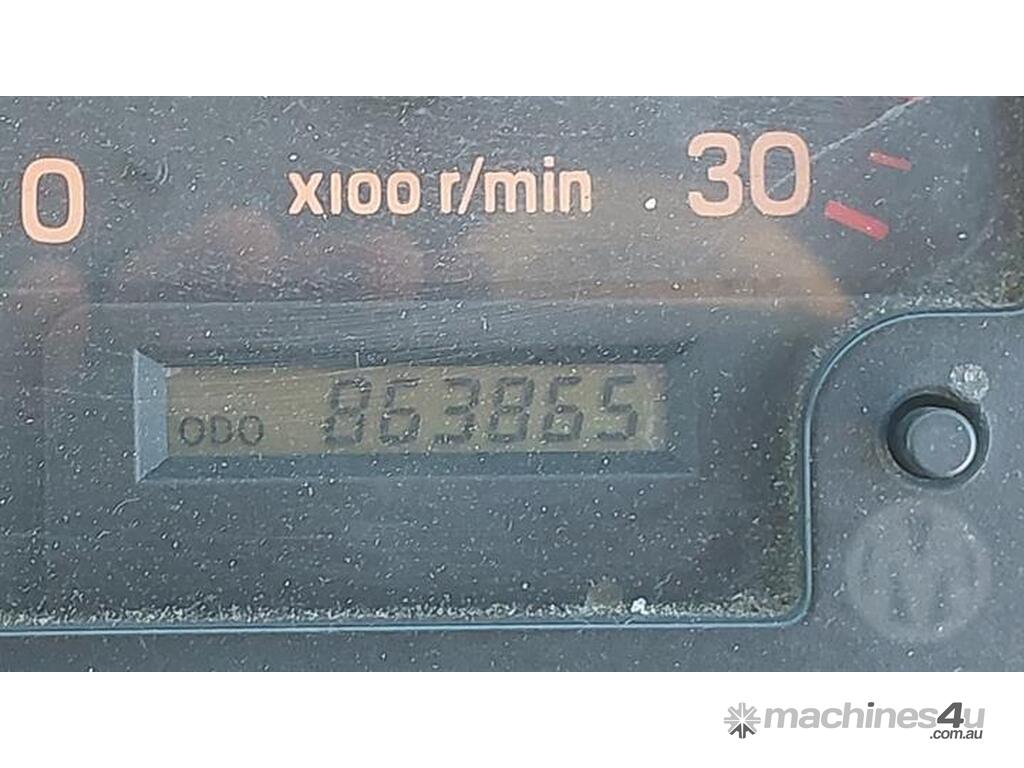 0 x100 r/min 30
ODO 863865
M
machines4u
.com.au